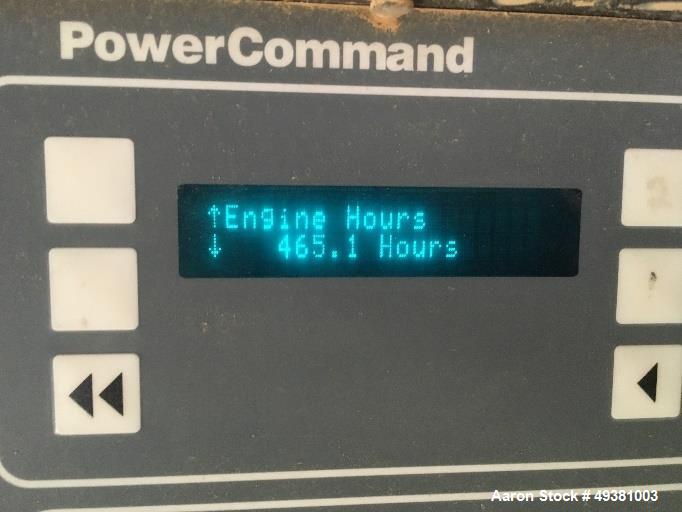 PowerCommand
↑Engine Hours
↓ 465.1 Hours
Aaron Stock # 49381003